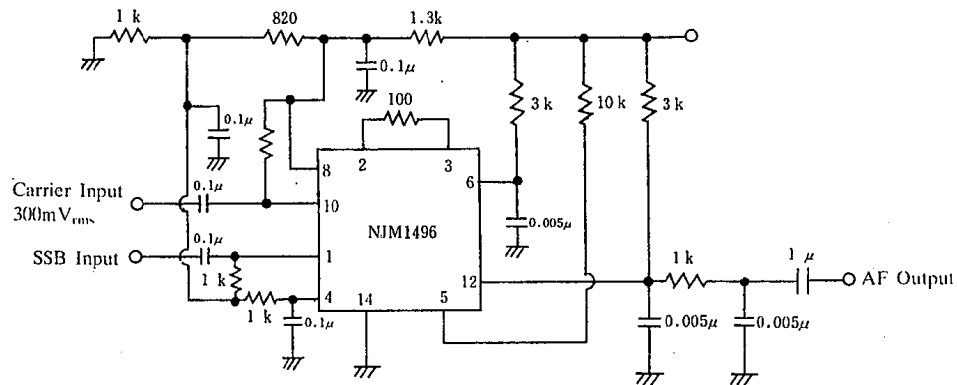 1 k
820
1.3k
0.1μ
100
3 k
10 k
3 k
0.1μ
8
2
3
6
Carrier Input
300mVrms
0.1μ
10
NJM1496
0.005μ
SSB Input
0.1μ
1
1 k
12
1 k
1 μ
AF Output
4
14
5
1 k
0.1μ
0.005μ
0.005μ